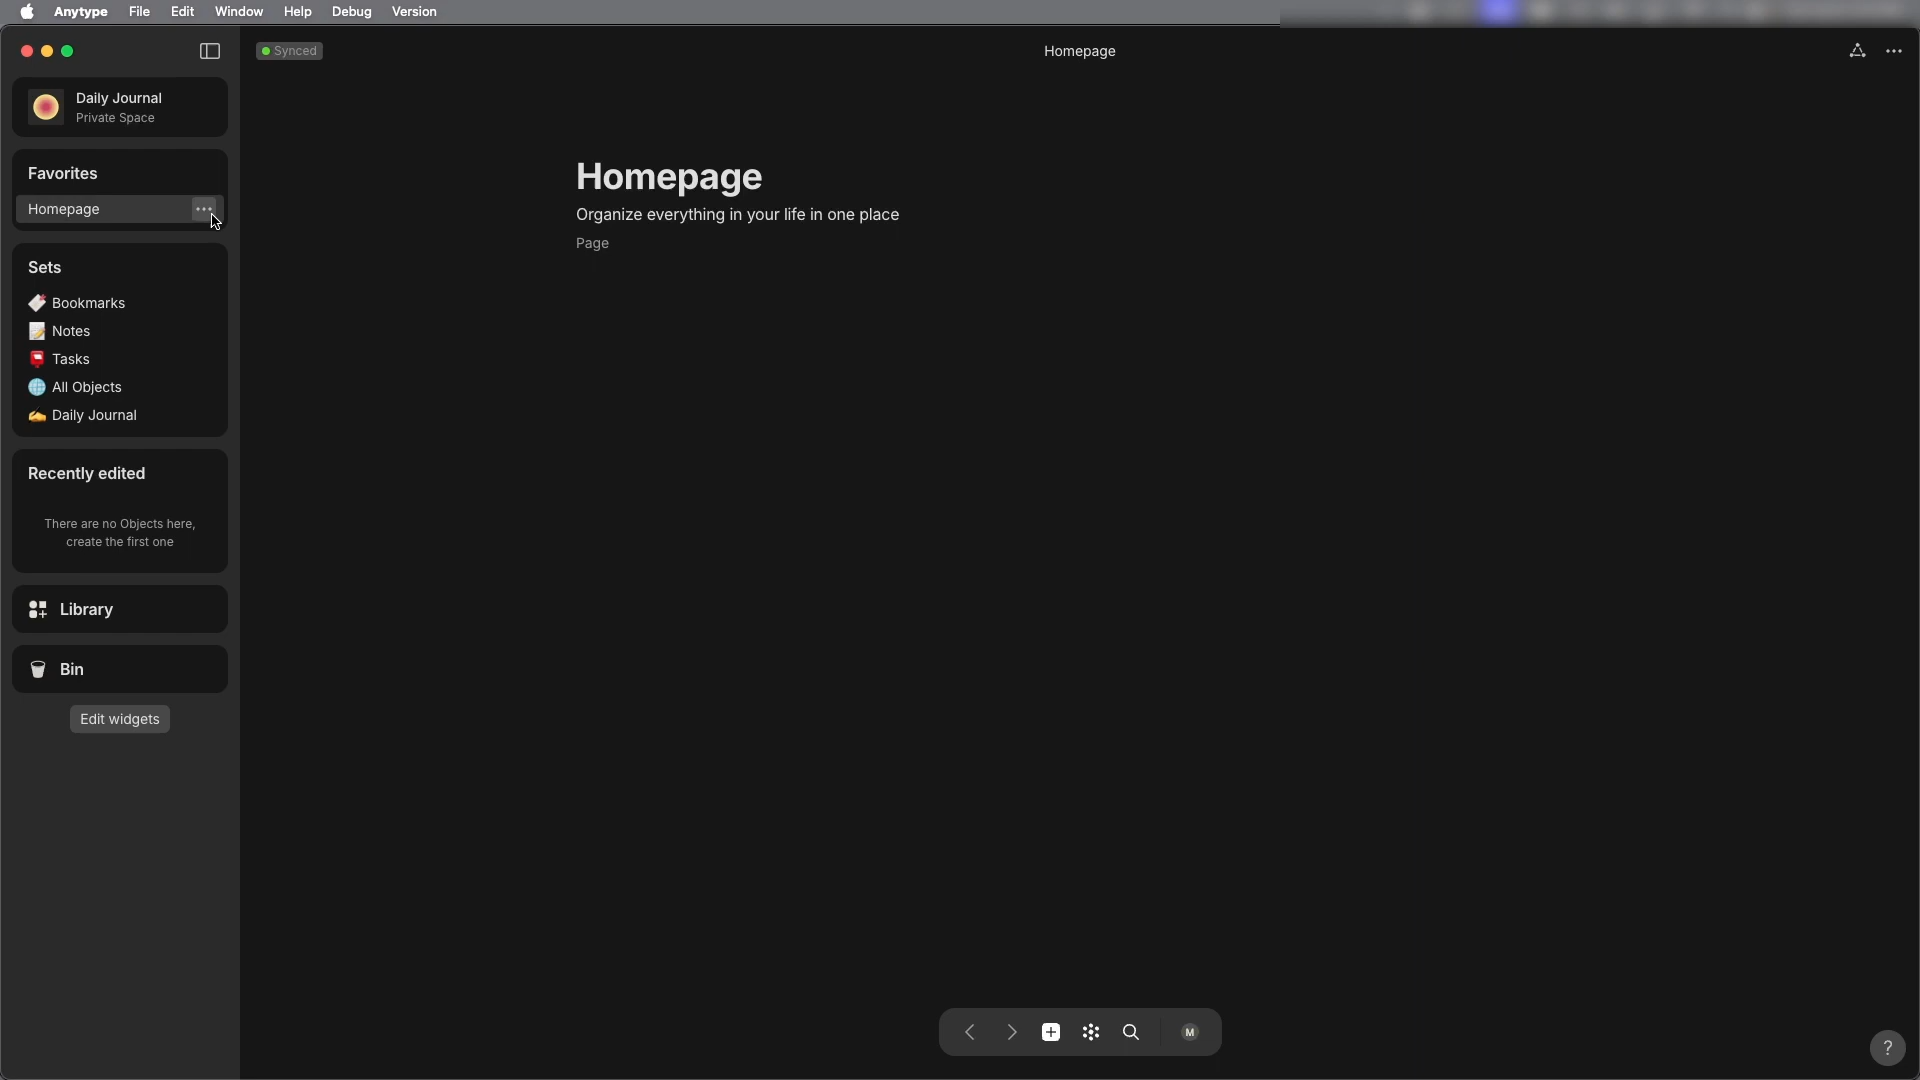 Anytype File Edit Window Help Debug Version
Synced
Homepage
Daily Journal
Private Space
Favorites
Homepage
Sets
Bookmarks
Notes
Tasks
All Objects
Daily Journal
Recently edited
There are no Objects here,
create the first one
Library
Bin
Edit widgets
Homepage
Organize everything in your life in one place
Page
M
?